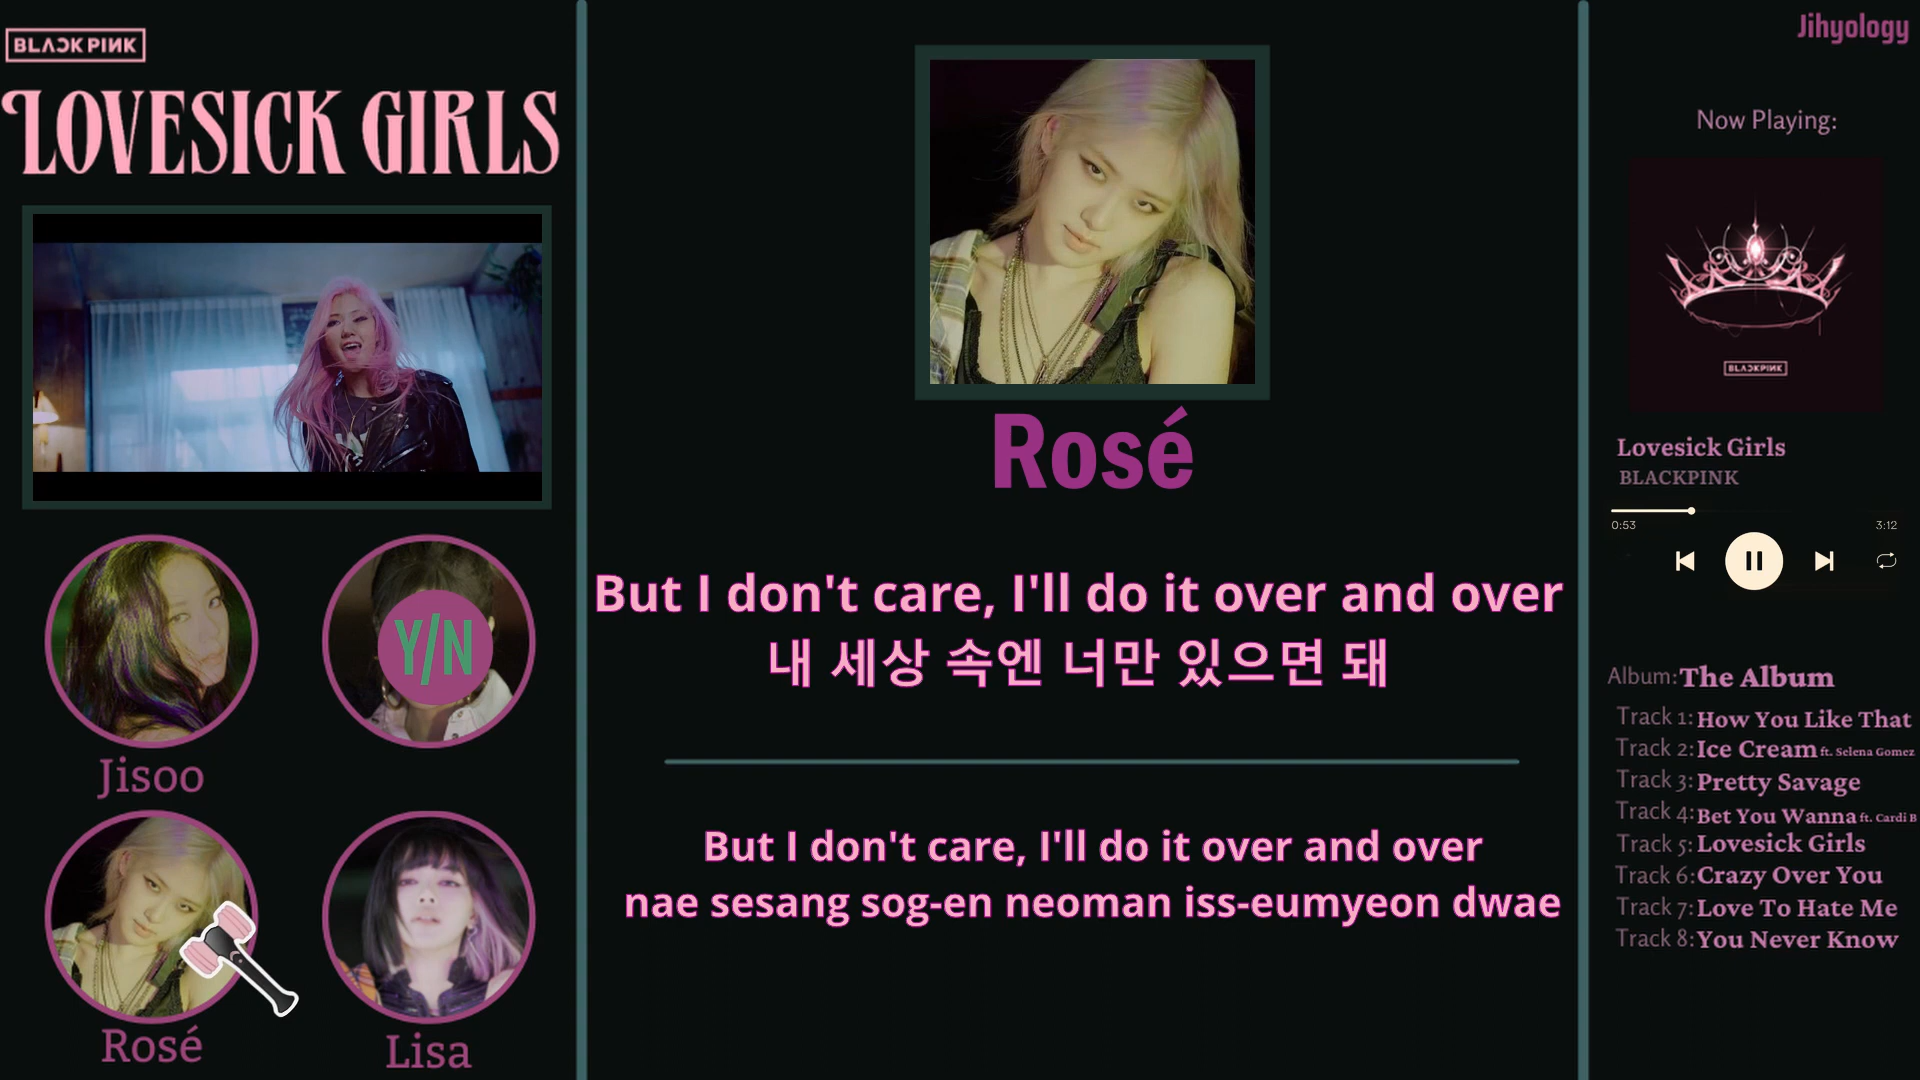 BLACKPINK
LOVESICK GIRLS
Y/N
Jisoo
Rosé
Lisa
Rosé
But I don't care, I'll do it over and over
내 세상 속엔 너만 있으면 돼
But I don't care, I'll do it over and over
nae sesang sog-en neoman iss-eumyeon dwae
Jihyology
Now Playing:
BLACKPINK
Lovesick Girls
BLACKPINK
0:53
3:12
Album: The Album
Track 1: How You Like That
Track 2: Ice Cream ft. Selena Gomez
Track 3: Pretty Savage
Track 4: Bet You Wanna ft. Cardi B
Track 5: Lovesick Girls
Track 6: Crazy Over You
Track 7: Love To Hate Me
Track 8: You Never Know